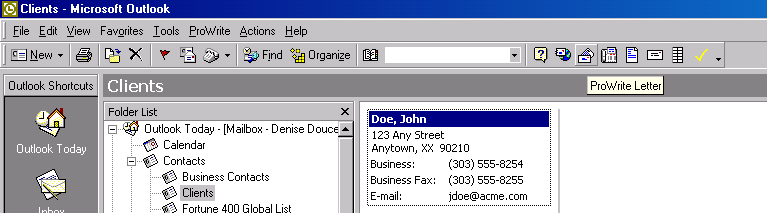 Clients - Microsoft Outlook
File Edit View Favorites Tools ProWrite Actions Help
New Find Organize
Outlook Shortcuts Clients
ProWrite Letter
Folder List
Outlook Today
Inbox
Outlook Today - [Mailbox - Denise Douce
Calendar
Contacts
Business Contacts
Clients
Fortune 400 Global List
Doe, John
123 Any Street
Anytown, XX 90210
Business: (303) 555-8254
Business Fax: (303) 555-8255
E-mail: jdoe@acme.com